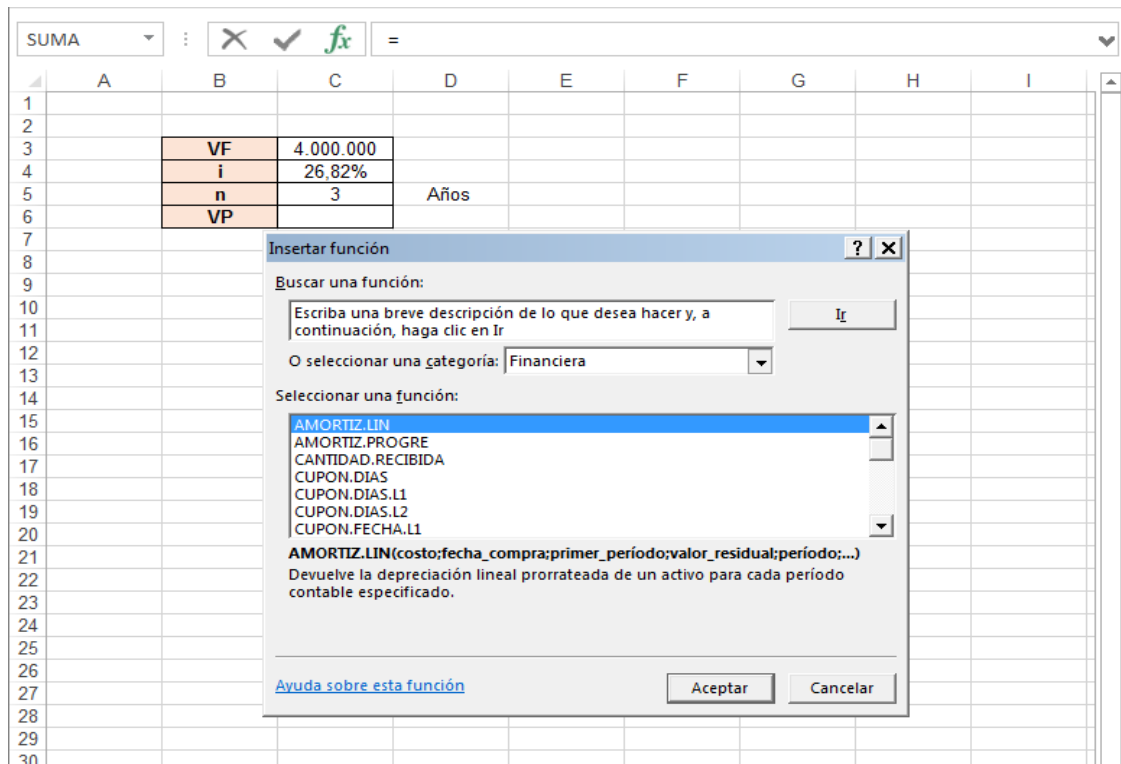 SUMA fx =
A B C D E F G H I
1
2
3 VF 4.000.000
4 i 26,82%
5 n 3 Años
6 VP
7
8
9
10
11
12
13
14
15
16
17
18
19
20
21
22
23
24
25
26
27
28
29
30
Insertar función ?
Buscar una función:
Escriba una breve descripción de lo que desea hacer y, a
continuación, haga clic en Ir
Ir
O seleccionar una categoría: Financiera
Seleccionar una función:
AMORTIZ.LIN
AMORTIZ.PROGRE
CANTIDAD.RECIBIDA
CUPON.DIAS
CUPON.DIAS.L1
CUPON.DIAS.L2
CUPON.FECHA.L1
AMORTIZ.LIN(costo;fecha_compra;primer_período;valor_residual;período;...)
Devuelve la depreciación lineal prorrateada de un activo para cada período
contable especificado.
Ayuda sobre esta función
Aceptar Cancelar